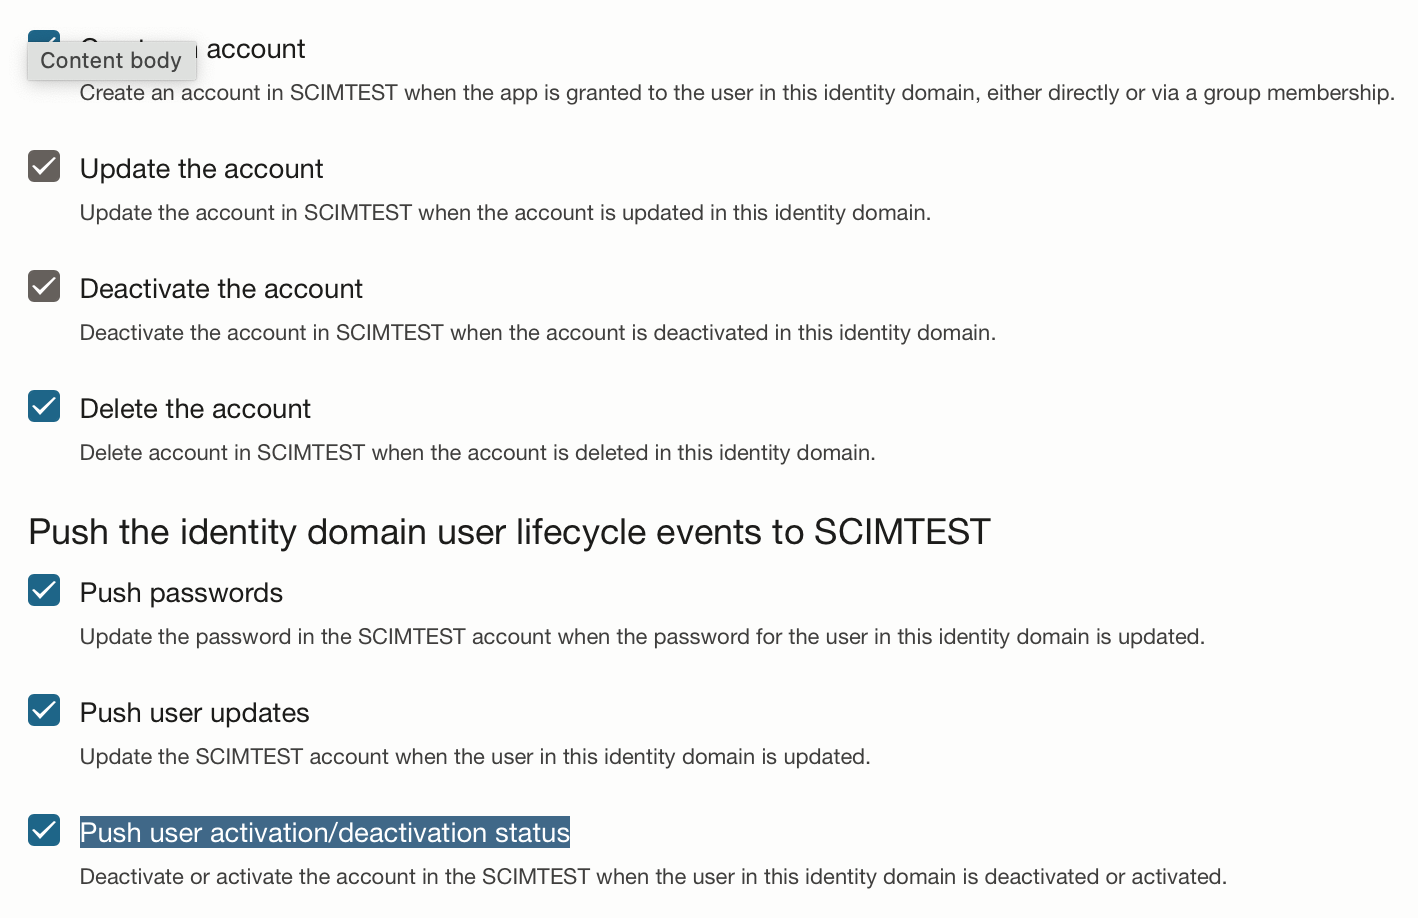 account
Content body
Create an account in SCIMTEST when the app is granted to the user in this identity domain, either directly or via a group membership.
Update the account
Update the account in SCIMTEST when the account is updated in this identity domain.
Deactivate the account
Deactivate the account in SCIMTEST when the account is deactivated in this identity domain.
Delete the account
Delete account in SCIMTEST when the account is deleted in this identity domain.
Push the identity domain user lifecycle events to SCIMTEST
Push passwords
Update the password in the SCIMTEST account when the password for the user in this identity domain is updated.
Push user updates
Update the SCIMTEST account when the user in this identity domain is updated.
Push user activation/deactivation status
Deactivate or activate the account in the SCIMTEST when the user in this identity domain is deactivated or activated.